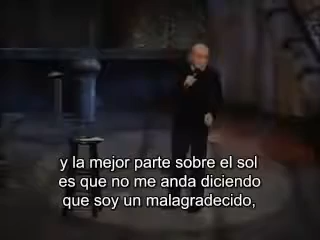 y la mejor parte sobre el sol
es que no me anda diciendo
que soy un malagradecido,